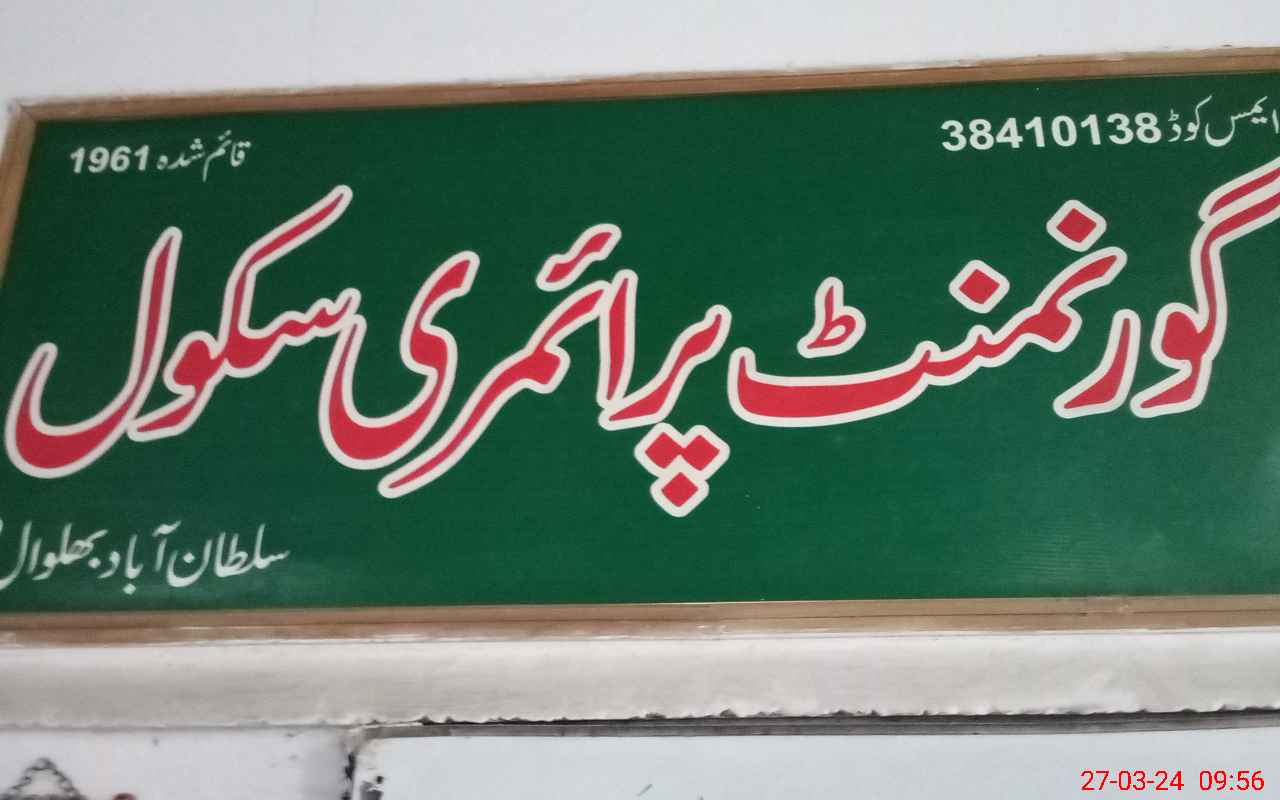 ایمس کوڈ 38410138
قائم شدہ 1961
گورنمنٹ پرائمری سکول
سلطان آباد بھلوال
27-03-24 09:56